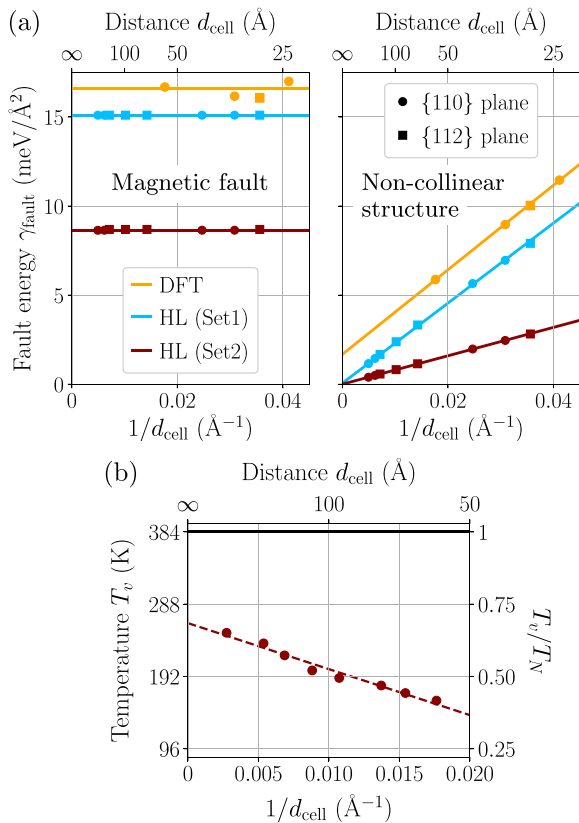 (a)
Distance d_cell (Å)
∞ 100 50 25
Fault energy γ_fault (meV/Å²)
15
10
5
0
Magnetic fault
DFT
HL (Set1)
HL (Set2)
0 0.02 0.04
1/d_cell (Å⁻¹)
Distance d_cell (Å)
∞ 100 50 25
{110} plane
{112} plane
Non-collinear
structure
0 0.02 0.04
1/d_cell (Å⁻¹)
(b)
Distance d_cell (Å)
∞ 100 50
Temperature T_v (K)
384
288
192
96
1
0.75
0.50
0.25
T_v/T_N
0 0.005 0.010 0.015 0.020
1/d_cell (Å⁻¹)